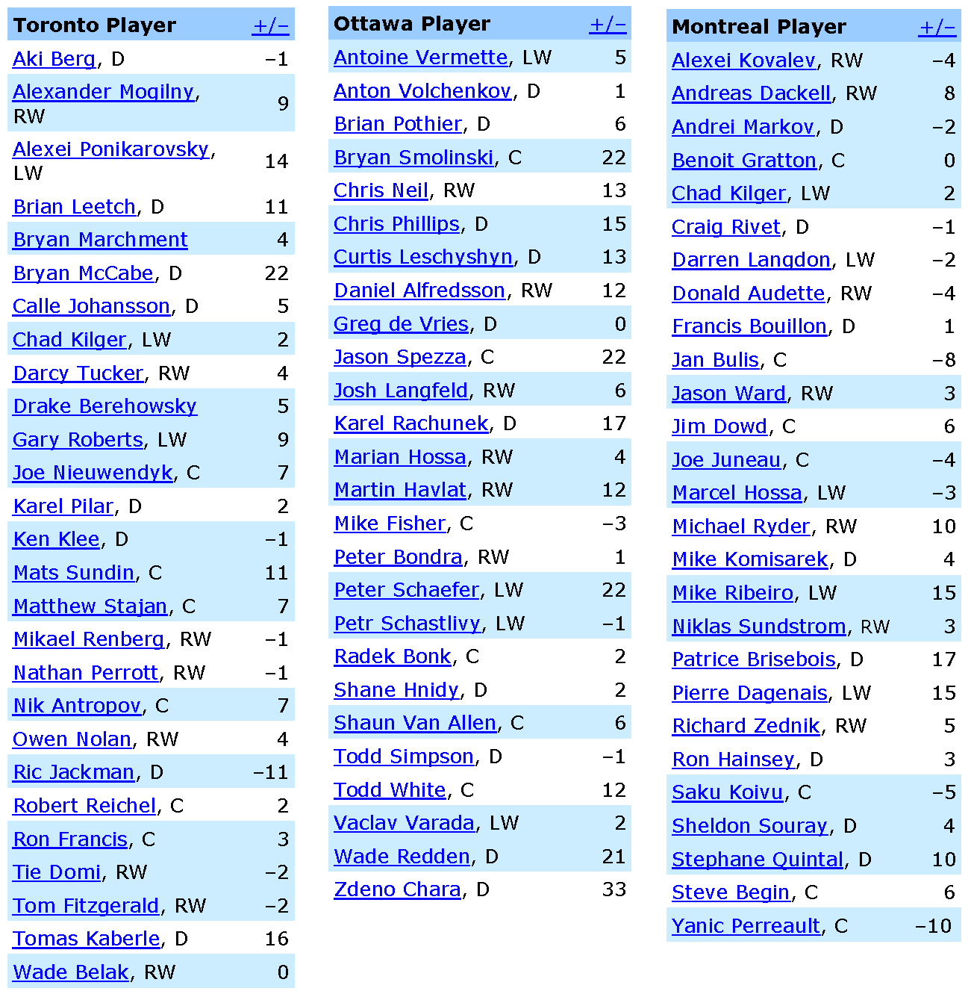 Toronto Player +/–
Aki Berg, D –1
Alexander Mogilny,
RW 9
Alexei Ponikarovsky,
LW 14
Brian Leetch, D 11
Bryan Marchment 4
Bryan McCabe, D 22
Calle Johansson, D 5
Chad Kilger, LW 2
Darcy Tucker, RW 4
Drake Berehowsky 5
Gary Roberts, LW 9
Joe Nieuwendyk, C 7
Karel Pilar, D 2
Ken Klee, D –1
Mats Sundin, C 11
Matthew Stajan, C 7
Mikael Renberg, RW –1
Nathan Perrott, RW –1
Nik Antropov, C 7
Owen Nolan, RW 4
Ric Jackman, D –11
Robert Reichel, C 2
Ron Francis, C 3
Tie Domi, RW –2
Tom Fitzgerald, RW –2
Tomas Kaberle, D 16
Wade Belak, RW 0
Ottawa Player +/–
Antoine Vermette, LW 5
Anton Volchenkov, D 1
Brian Pothier, D 6
Bryan Smolinski, C 22
Chris Neil, RW 13
Chris Phillips, D 15
Curtis Leschyshyn, D 13
Daniel Alfredsson, RW 12
Greg de Vries, D 0
Jason Spezza, C 22
Josh Langfeld, RW 6
Karel Rachunek, D 17
Marian Hossa, RW 4
Martin Havlat, RW 12
Mike Fisher, C –3
Peter Bondra, RW 1
Peter Schaefer, LW 22
Petr Schastlivy, LW –1
Radek Bonk, C 2
Shane Hnidy, D 2
Shaun Van Allen, C 6
Todd Simpson, D –1
Todd White, C 12
Vaclav Varada, LW 2
Wade Redden, D 21
Zdeno Chara, D 33
Montreal Player +/–
Alexei Kovalev, RW –4
Andreas Dackell, RW 8
Andrei Markov, D –2
Benoit Gratton, C 0
Chad Kilger, LW 2
Craig Rivet, D –1
Darren Langdon, LW –2
Donald Audette, RW –4
Francis Bouillon, D 1
Jan Bulis, C –8
Jason Ward, RW 3
Jim Dowd, C 6
Joe Juneau, C –4
Marcel Hossa, LW –3
Michael Ryder, RW 10
Mike Komisarek, D 4
Mike Ribeiro, LW 15
Niklas Sundstrom, RW 3
Patrice Brisebois, D 17
Pierre Dagenais, LW 15
Richard Zednik, RW 5
Ron Hainsey, D 3
Saku Koivu, C –5
Sheldon Souray, D 4
Stephane Quintal, D 10
Steve Begin, C 6
Yanic Perreault, C –10